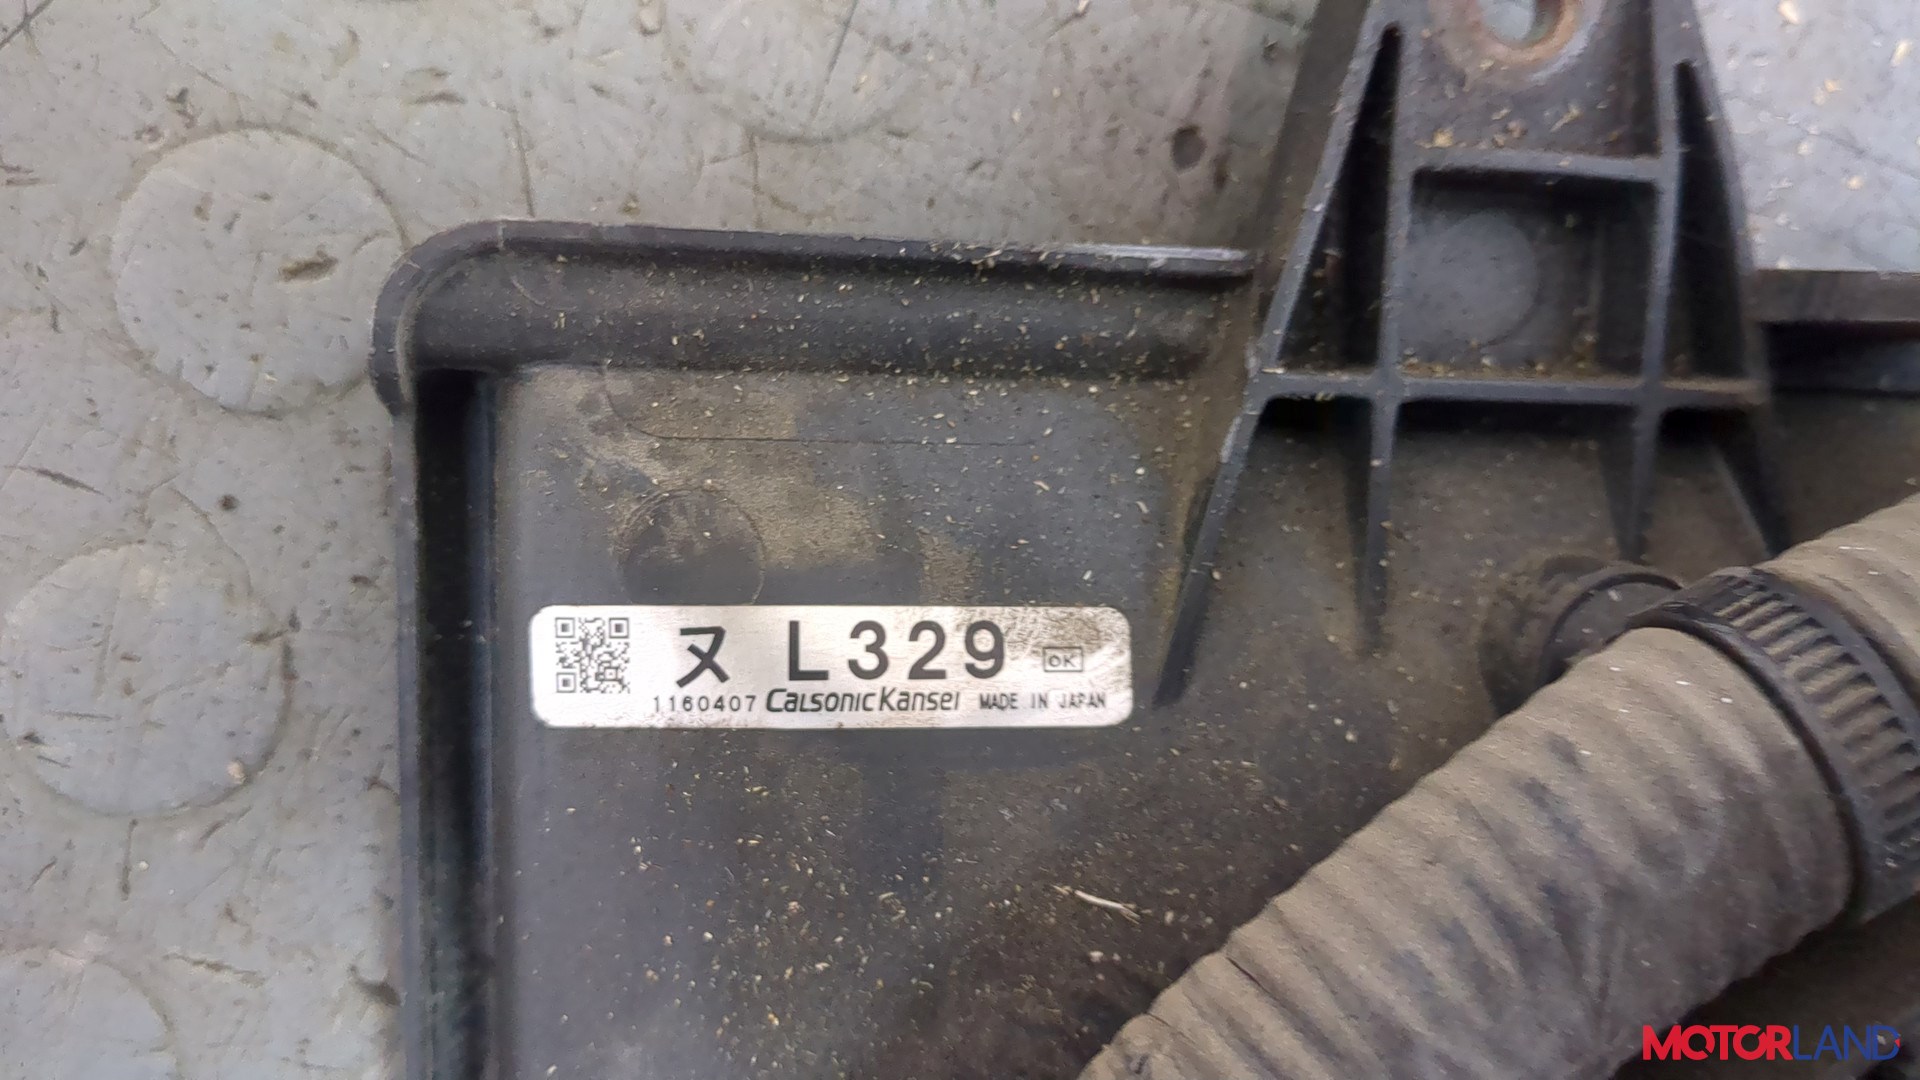 ヌ L329 OK
1160407 CalsonicKansei MADE IN JAPAN
MOTORLAND